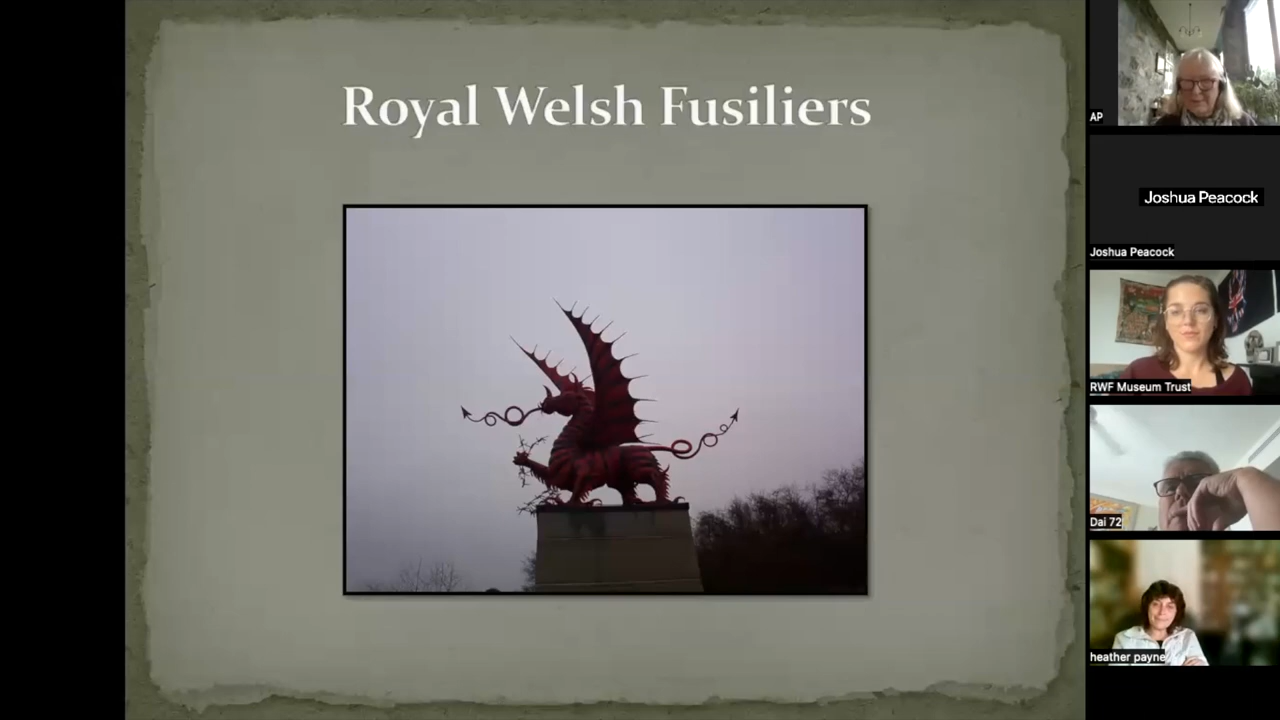 Royal Welsh Fusiliers
AP
Joshua Peacock
Joshua Peacock
RWF Museum Trust
Dai 72
heather payne